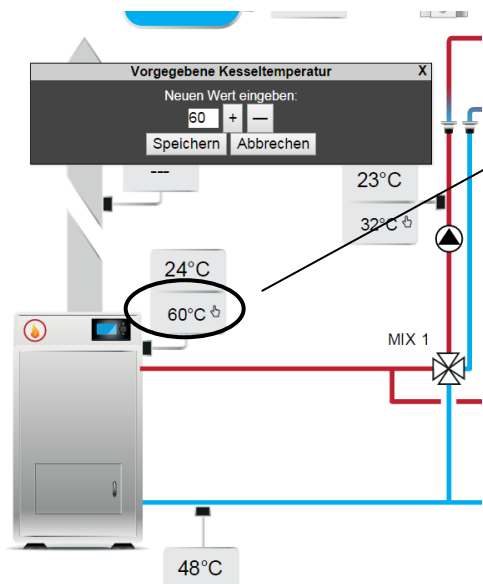 Vorgegebene Kesseltemperatur X
Neuen Wert eingeben:
60 + —
Speichern Abbrechen
---
23°C
32°C
24°C
60°C
MIX 1
48°C